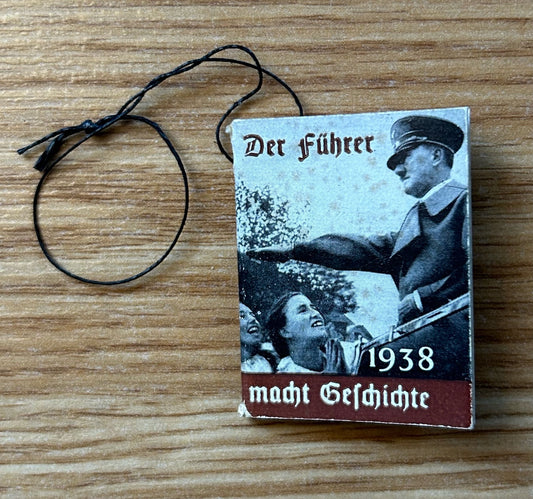 Der Führer
1938
macht Geſchichte